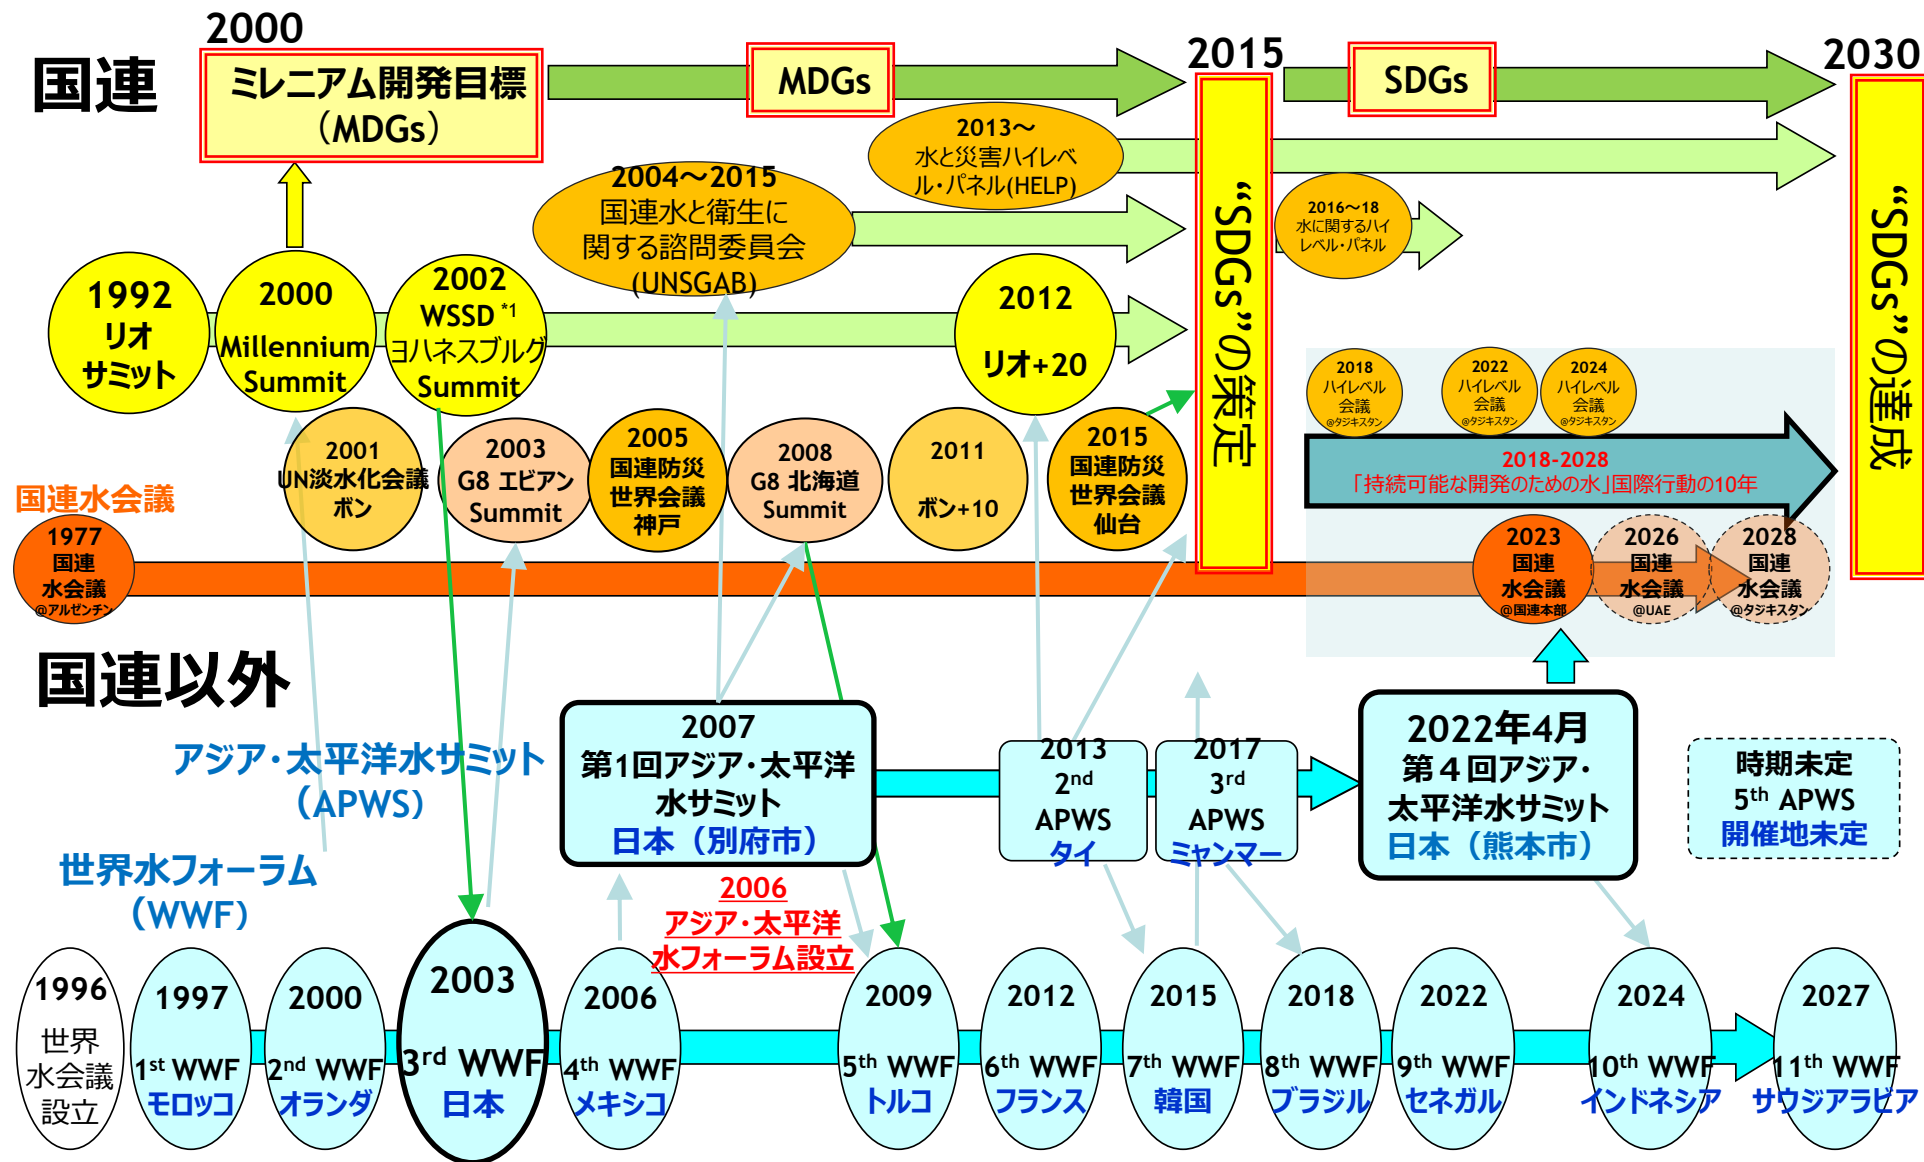 国連
2000
ミレニアム開発目標
(MDGs)
MDGs
2015
SDGs
2030
“SDGs”の策定
“SDGs”の達成
2013～
水と災害ハイレベ
ル・パネル(HELP)
2004～2015
国連水と衛生に
関する諮問委員会
(UNSGAB)
2016～18
水に関するハイ
レベル・パネル
1992
リオ
サミット
2000
Millennium
Summit
2002
WSSD *1
ヨハネスブルグ
Summit
2012
リオ+20
2001
UN淡水化会議
ボン
2003
G8 エビアン
Summit
2005
国連防災
世界会議
神戸
2008
G8 北海道
Summit
2011
ボン+10
2015
国連防災
世界会議
仙台
2018
ハイレベル
会議
@タジキスタン
2022
ハイレベル
会議
@タジキスタン
2024
ハイレベル
会議
@タジキスタン
2018-2028
「持続可能な開発のための水」国際行動の10年
国連水会議
1977
国連
水会議
@アルゼンチン
2023
国連
水会議
@国連本部
2026
国連
水会議
@UAE
2028
国連
水会議
@タジキスタン
国連以外
アジア・太平洋水サミット
（APWS）
2007
第1回アジア・太平洋
水サミット
日本（別府市）
2013
2nd
APWS
タイ
2017
3rd
APWS
ミャンマー
2022年4月
第４回アジア・
太平洋水サミット
日本（熊本市）
時期未定
5th APWS
開催地未定
世界水フォーラム
（WWF）
2006
アジア・太平洋
水フォーラム設立
1996
世界
水会議
設立
1997
1st WWF
モロッコ
2000
2nd WWF
オランダ
2003
3rd WWF
日本
2006
4th WWF
メキシコ
2009
5th WWF
トルコ
2012
6th WWF
フランス
2015
7th WWF
韓国
2018
8th WWF
ブラジル
2022
9th WWF
セネガル
2024
10th WWF
インドネシア
2027
11th WWF
サウジアラビア